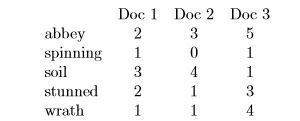 Doc 1 Doc 2 Doc 3
abbey 2 3 5
spinning 1 0 1
soil 3 4 1
stunned 2 1 3
wrath 1 1 4